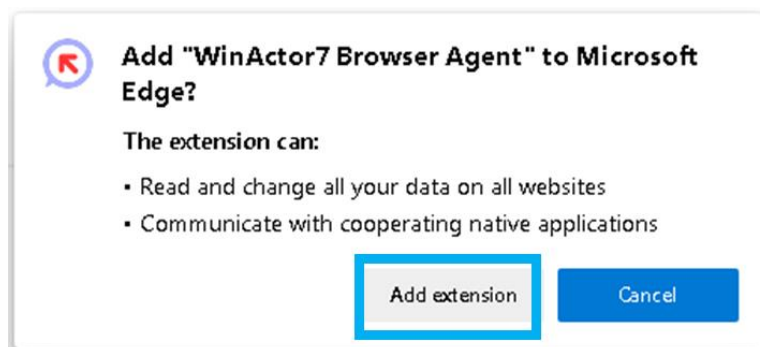 Add "WinActor7 Browser Agent" to Microsoft
Edge?
The extension can:
▪ Read and change all your data on all websites
▪ Communicate with cooperating native applications
Add extension
Cancel